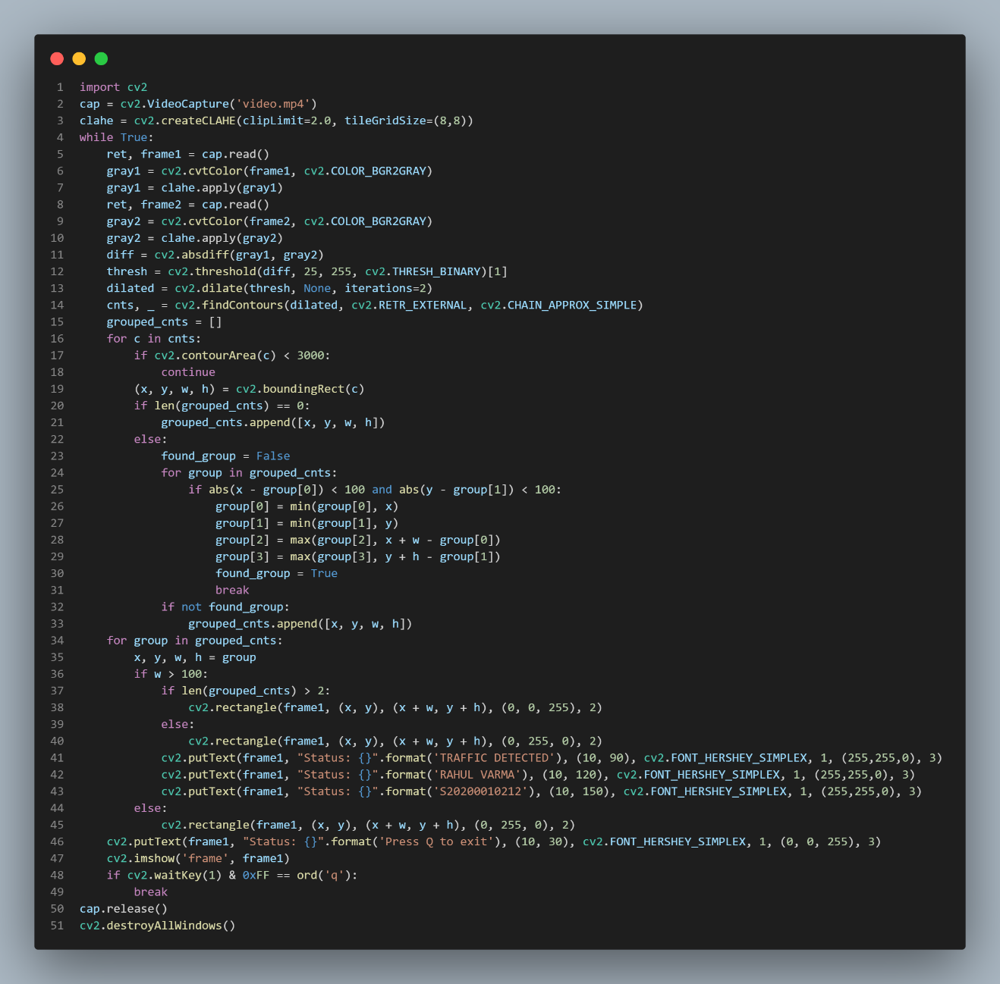 1 import cv2
2 cap = cv2.VideoCapture('video.mp4')
3 clahe = cv2.createCLAHE(clipLimit=2.0, tileGridSize=(8,8))
4 while True:
5     ret, frame1 = cap.read()
6     gray1 = cv2.cvtColor(frame1, cv2.COLOR_BGR2GRAY)
7     gray1 = clahe.apply(gray1)
8     ret, frame2 = cap.read()
9     gray2 = cv2.cvtColor(frame2, cv2.COLOR_BGR2GRAY)
10     gray2 = clahe.apply(gray2)
11     diff = cv2.absdiff(gray1, gray2)
12     thresh = cv2.threshold(diff, 25, 255, cv2.THRESH_BINARY)[1]
13     dilated = cv2.dilate(thresh, None, iterations=2)
14     cnts, _ = cv2.findContours(dilated, cv2.RETR_EXTERNAL, cv2.CHAIN_APPROX_SIMPLE)
15     grouped_cnts = []
16     for c in cnts:
17         if cv2.contourArea(c) < 3000:
18             continue
19         (x, y, w, h) = cv2.boundingRect(c)
20         if len(grouped_cnts) == 0:
21             grouped_cnts.append([x, y, w, h])
22         else:
23             found_group = False
24             for group in grouped_cnts:
25                 if abs(x - group[0]) < 100 and abs(y - group[1]) < 100:
26                     group[0] = min(group[0], x)
27                     group[1] = min(group[1], y)
28                     group[2] = max(group[2], x + w - group[0])
29                     group[3] = max(group[3], y + h - group[1])
30                     found_group = True
31                     break
32             if not found_group:
33                 grouped_cnts.append([x, y, w, h])
34     for group in grouped_cnts:
35         x, y, w, h = group
36         if w > 100:
37             if len(grouped_cnts) > 2:
38                 cv2.rectangle(frame1, (x, y), (x + w, y + h), (0, 0, 255), 2)
39             else:
40                 cv2.rectangle(frame1, (x, y), (x + w, y + h), (0, 255, 0), 2)
41             cv2.putText(frame1, "Status: {}".format('TRAFFIC DETECTED'), (10, 90), cv2.FONT_HERSHEY_SIMPLEX, 1, (255,255,0), 3)
42             cv2.putText(frame1, "Status: {}".format('RAHUL VARMA'), (10, 120), cv2.FONT_HERSHEY_SIMPLEX, 1, (255,255,0), 3)
43             cv2.putText(frame1, "Status: {}".format('S20200010212'), (10, 150), cv2.FONT_HERSHEY_SIMPLEX, 1, (255,255,0), 3)
44         else:
45             cv2.rectangle(frame1, (x, y), (x + w, y + h), (0, 255, 0), 2)
46     cv2.putText(frame1, "Status: {}".format('Press Q to exit'), (10, 30), cv2.FONT_HERSHEY_SIMPLEX, 1, (0, 0, 255), 3)
47     cv2.imshow('frame', frame1)
48     if cv2.waitKey(1) & 0xFF == ord('q'):
49         break
50 cap.release()
51 cv2.destroyAllWindows()